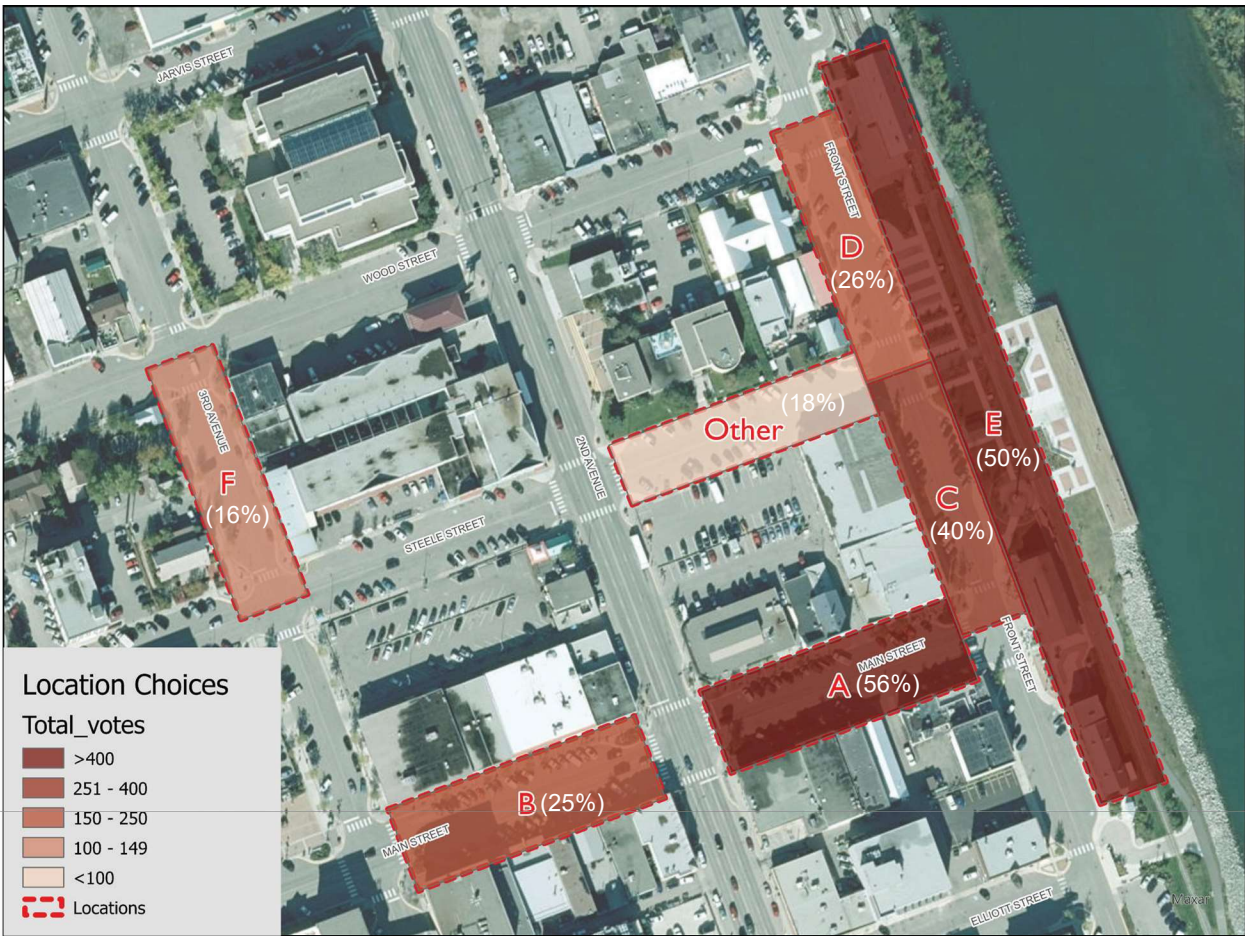 JARVIS STREET
WOOD STREET
FRONT STREET
D
(26%)
3RD AVENUE
F
(16%)
2ND AVENUE
(18%)
Other
E
(50%)
C
(40%)
STEELE STREET
MAIN STREET
A (56%)
FRONT STREET
B (25%)
MAIN STREET
ELLIOTT STREET
Maxar
Location Choices
Total_votes
>400
251 - 400
150 - 250
100 - 149
<100
Locations